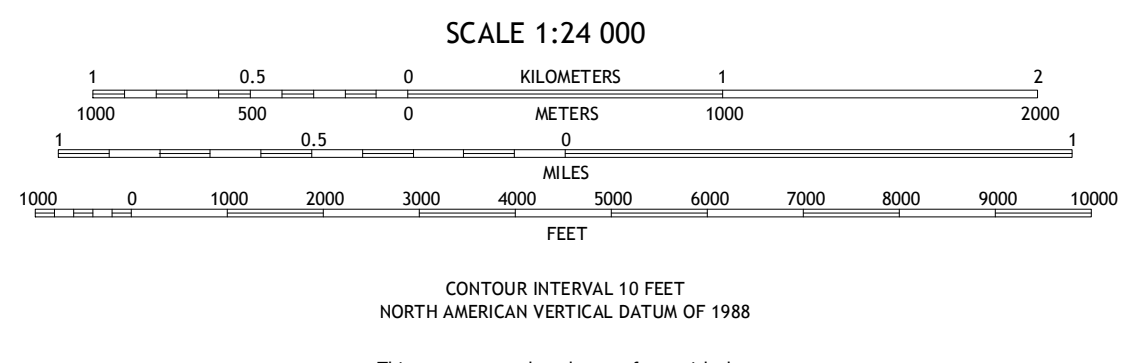 SCALE 1:24 000
1 0.5 0 KILOMETERS 1 2
1000 500 0 METERS 1000 2000
1 0.5 0 1
MILES
1000 0 1000 2000 3000 4000 5000 6000 7000 8000 9000 10000
FEET
CONTOUR INTERVAL 10 FEET
NORTH AMERICAN VERTICAL DATUM OF 1988